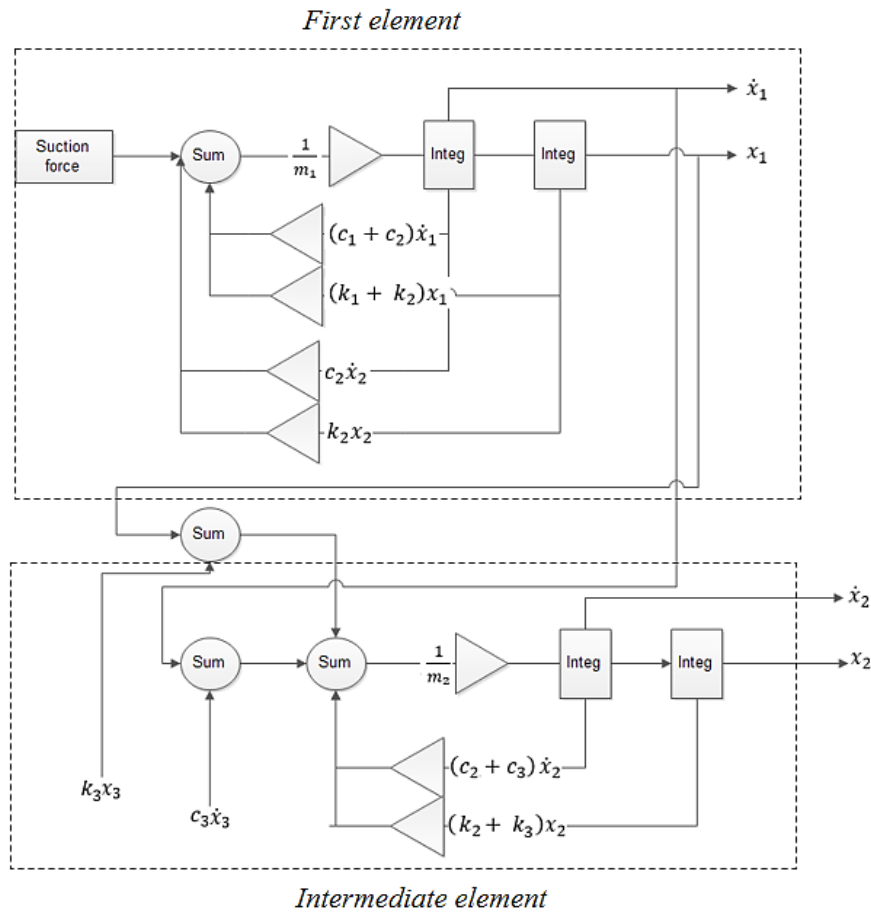 First element
ẋ₁
Suction
force
Sum
1/m₁
Integ
Integ
x₁
(c₁ + c₂)ẋ₁
(k₁ + k₂)x₁
c₂ẋ₂
k₂x₂
Sum
ẋ₂
Sum
Sum
1/m₂
Integ
Integ
x₂
(c₂ + c₃) ẋ₂
k₃x₃
c₃ẋ₃
(k₂ + k₃)x₂
Intermediate element